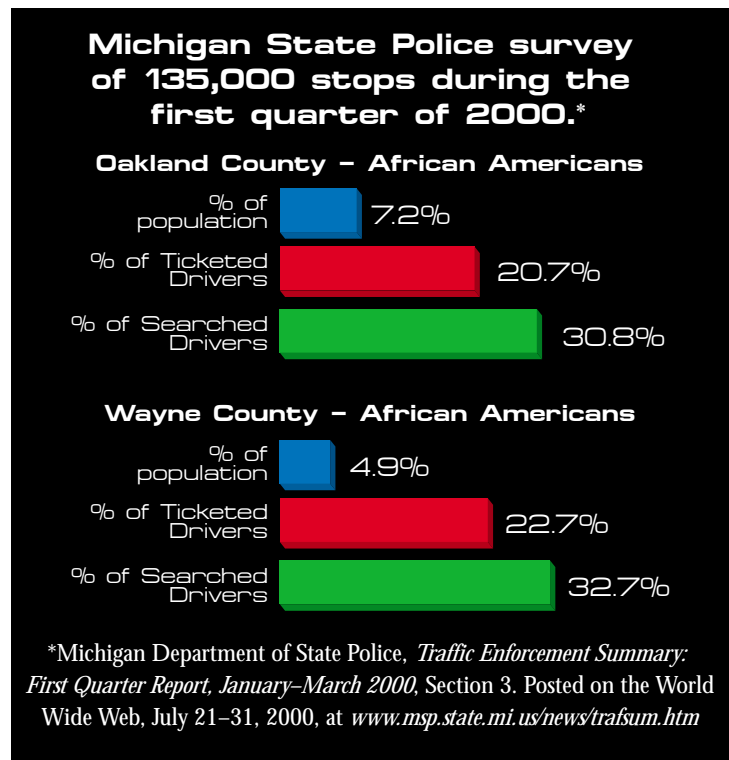 Michigan State Police survey
of 135,000 stops during the
first quarter of 2000.*
Oakland County – African Americans
% of
population
7.2%
% of Ticketed
Drivers
20.7%
% of Searched
Drivers
30.8%
Wayne County – African Americans
% of
population
4.9%
% of Ticketed
Drivers
22.7%
% of Searched
Drivers
32.7%
*Michigan Department of State Police, Traffic Enforcement Summary:
First Quarter Report, January–March 2000, Section 3. Posted on the World
Wide Web, July 21–31, 2000, at www.msp.state.mi.us/news/trafsum.htm